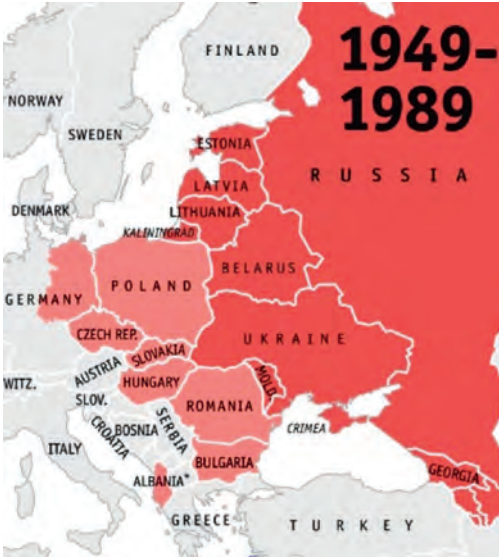 1949-
1989
FINLAND
NORWAY
SWEDEN
ESTONIA
RUSSIA
LATVIA
DENMARK
LITHUANIA
KALININGRAD
BELARUS
POLAND
GERMANY
CZECH REP.
UKRAINE
SLOVAKIA
AUSTRIA
WITZ.
HUNGARY
MOLD.
SLOV.
ROMANIA
CROATIA
BOSNIA
SERBIA
CRIMEA
ITALY
BULGARIA
GEORGIA
ALBANIA*
GREECE
TURKEY